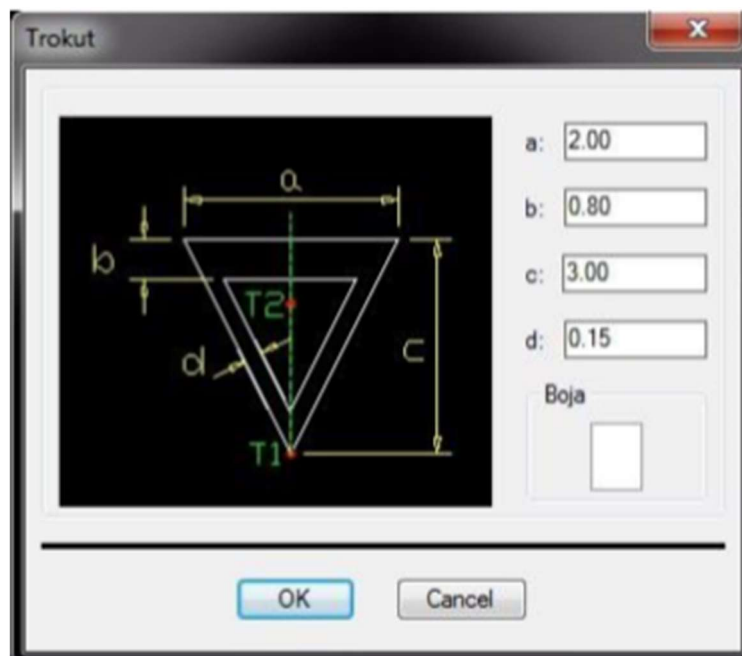 Trokut
a
b
T2
d
c
T1
a: 2.00
b: 0.80
c: 3.00
d: 0.15
Boja
OK
Cancel